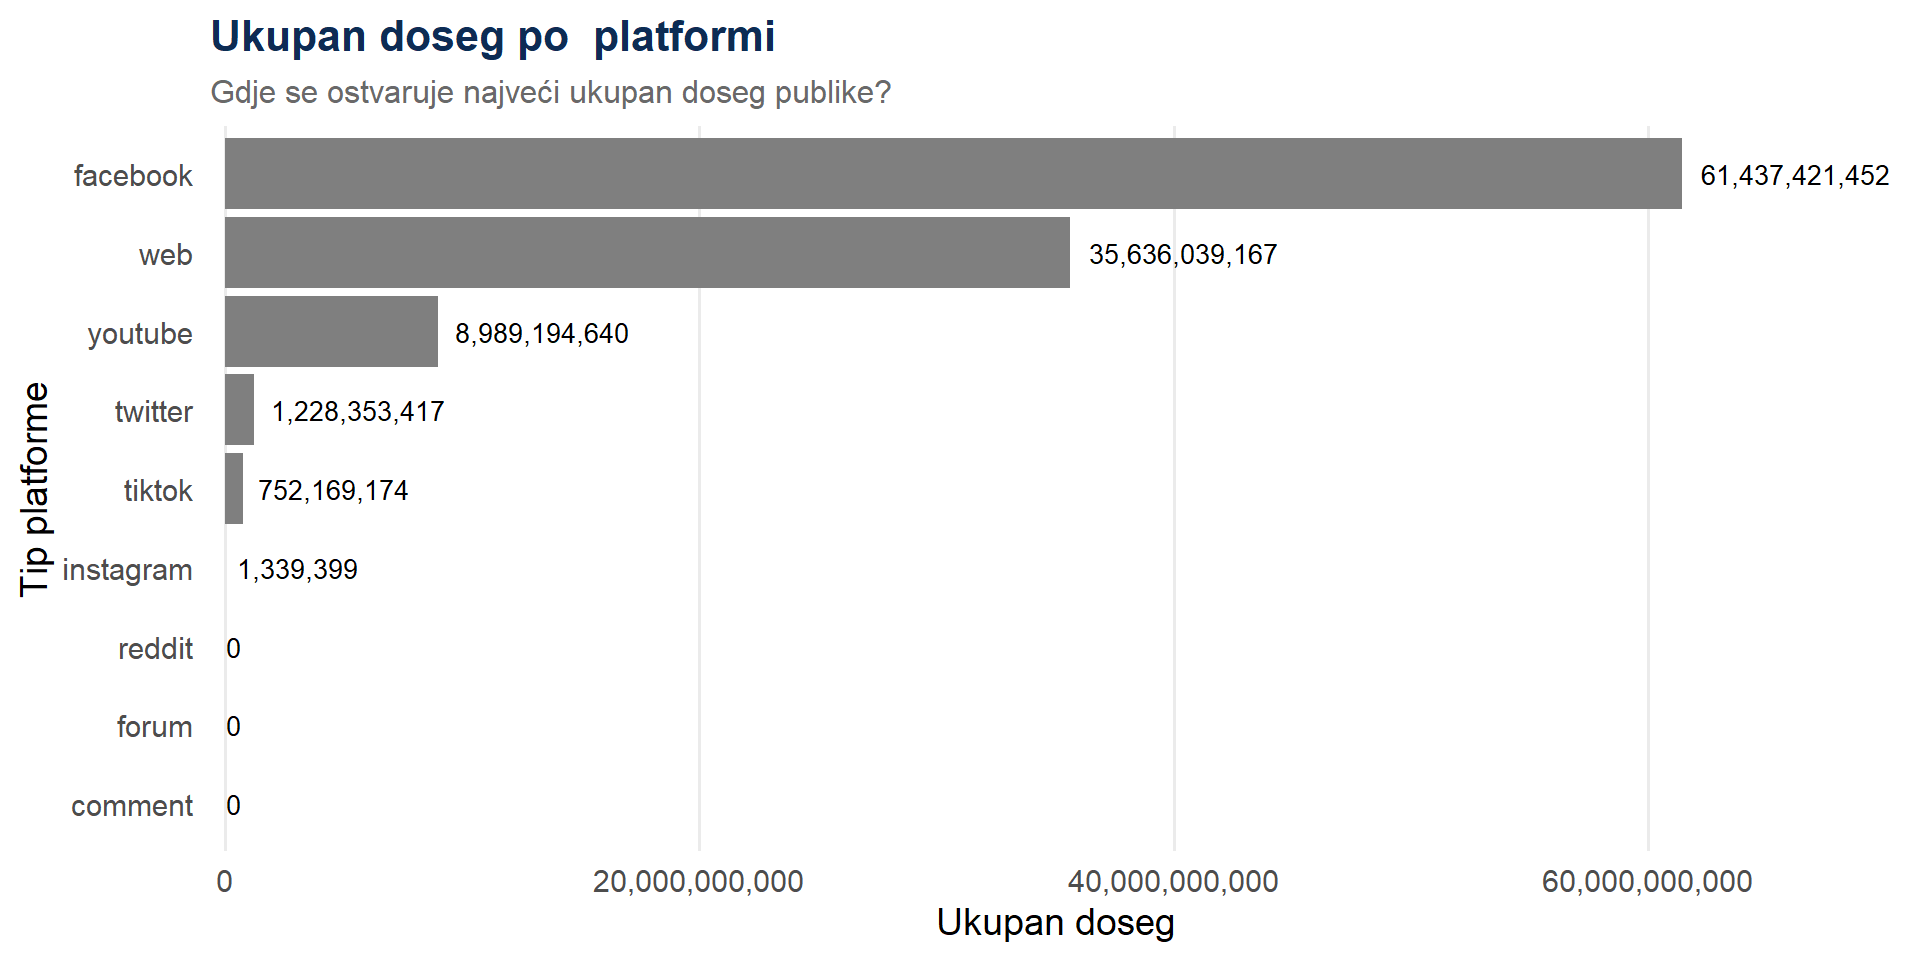 Ukupan doseg po  platformi
Gdje se ostvaruje najveći ukupan doseg publike?
Tip platforme
facebook 61,437,421,452
web 35,636,039,167
youtube 8,989,194,640
twitter 1,228,353,417
tiktok 752,169,174
instagram 1,339,399
reddit 0
forum 0
comment 0
0 20,000,000,000 40,000,000,000 60,000,000,000
Ukupan doseg